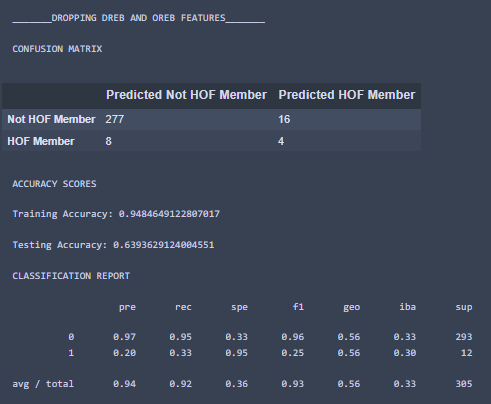 _______DROPPING DREB AND OREB FEATURES_______
CONFUSION MATRIX
Predicted Not HOF Member Predicted HOF Member
Not HOF Member 277 16
HOF Member 8 4
ACCURACY SCORES
Training Accuracy: 0.9484649122807017
Testing Accuracy: 0.6393629124004551
CLASSIFICATION REPORT
pre rec spe f1 geo iba sup
0 0.97 0.95 0.33 0.96 0.56 0.33 293
1 0.20 0.33 0.95 0.25 0.56 0.30 12
avg / total 0.94 0.92 0.36 0.93 0.56 0.33 305